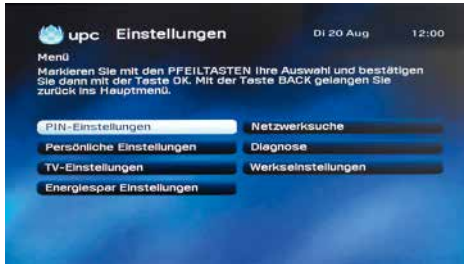 upc Einstellungen Di 20 Aug 12:00
Menü
Markieren Sie mit den PFEILTASTEN Ihre Auswahl und bestätigen
Sie dann mit der Taste OK. Mit der Taste BACK gelangen Sie
zurück ins Hauptmenü.
PIN-Einstellungen Netzwerksuche
Persönliche Einstellungen Diagnose
TV-Einstellungen Werkseinstellungen
Energiespar Einstellungen